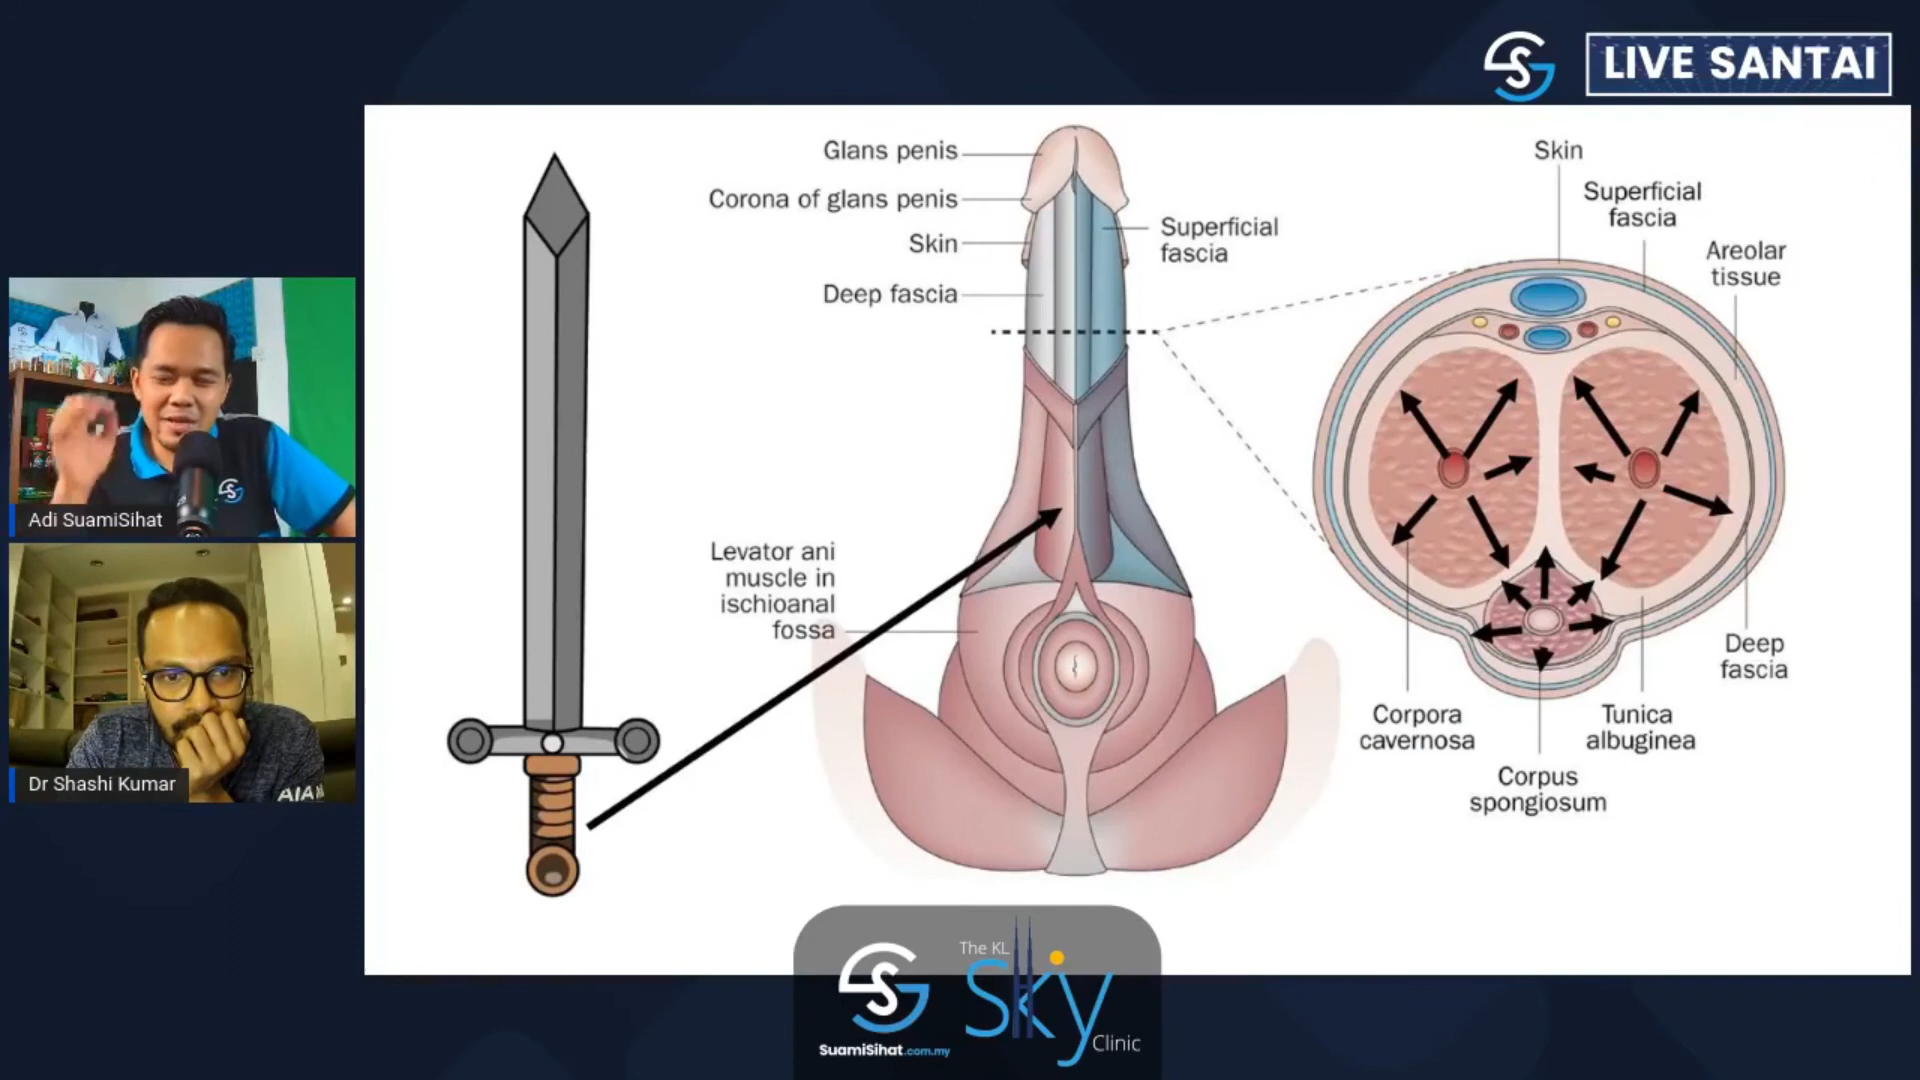 LIVE SANTAI
Glans penis
Corona of glans penis
Skin
Deep fascia
Superficial
fascia
Levator ani
muscle in
ischioanal
fossa
Skin
Superficial
fascia
Areolar
tissue
Deep
fascia
Corpora
cavernosa
Tunica
albuginea
Corpus
spongiosum
Adi SuamiSihat
Dr Shashi Kumar
AIAN
SuamiSihat.com.my
The KL
Sky
Clinic